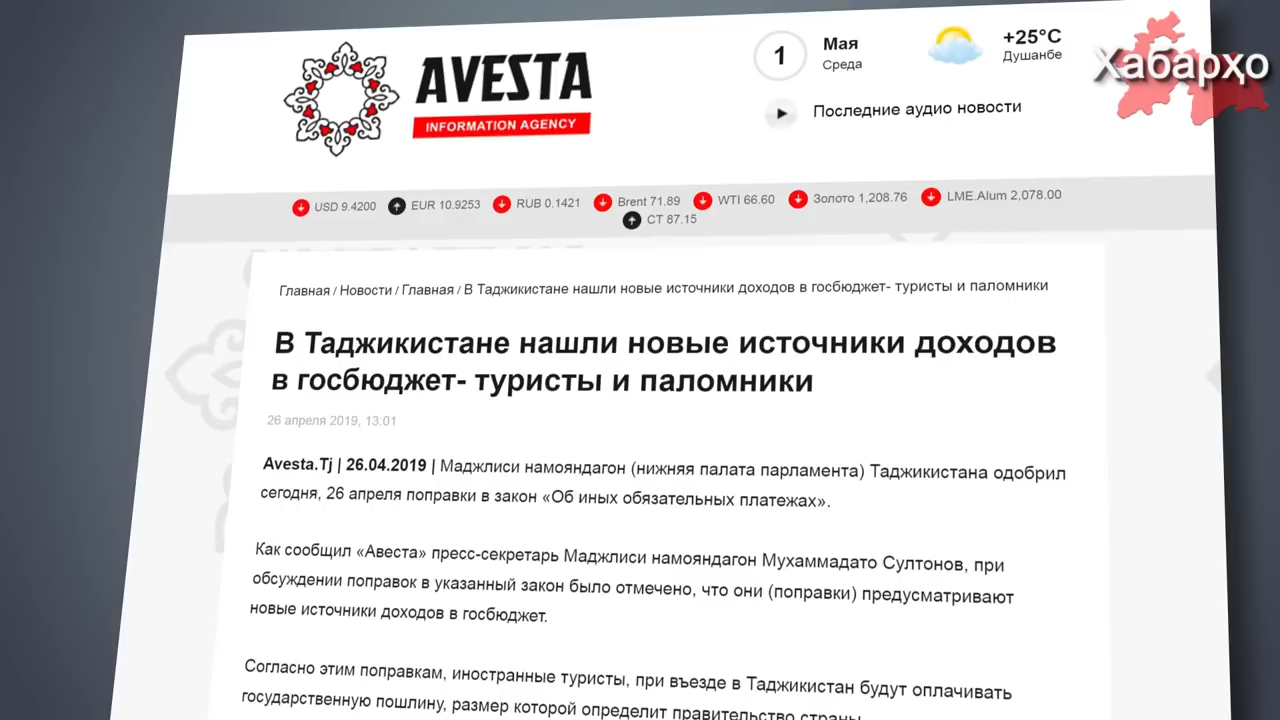 AVESTA
INFORMATION AGENCY
1
Мая
Среда
+25°C
Душанбе
Хабарҳо
Последние аудио новости
USD 9.4200 EUR 10.9253 RUB 0.1421 Brent 71.89 WTI 66.60 Золото 1,208.76 LME.Alum 2,078.00
CT 87.15
Главная / Новости / Главная / В Таджикистане нашли новые источники доходов в госбюджет- туристы и паломники
В Таджикистане нашли новые источники доходов
в госбюджет- туристы и паломники
26 апреля 2019, 13:01
Avesta.Tj | 26.04.2019 | Маджлиси намояндагон (нижняя палата парламента) Таджикистана одобрил
сегодня, 26 апреля поправки в закон «Об иных обязательных платежах».
Как сообщил «Авеста» пресс-секретарь Маджлиси намояндагон Мухаммадато Султонов, при
обсуждении поправок в указанный закон было отмечено, что они (поправки) предусматривают
новые источники доходов в госбюджет.
Согласно этим поправкам, иностранные туристы, при въезде в Таджикистан будут оплачивать
государственную пошлину, размер которой определит правительство страны.